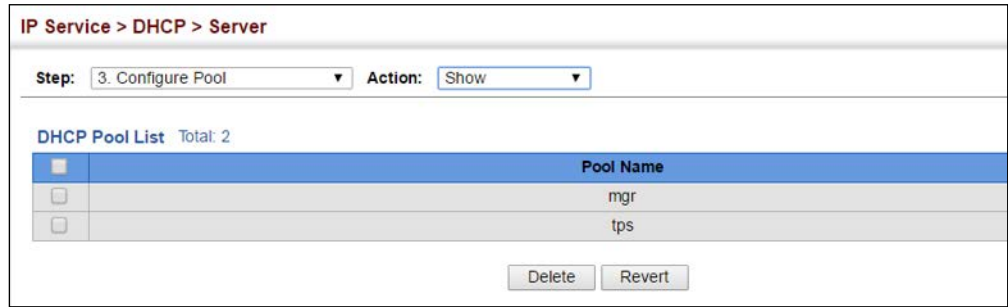 IP Service > DHCP > Server
Step: 3. Configure Pool Action: Show
DHCP Pool List Total: 2
Pool Name
mgr
tps
Delete Revert